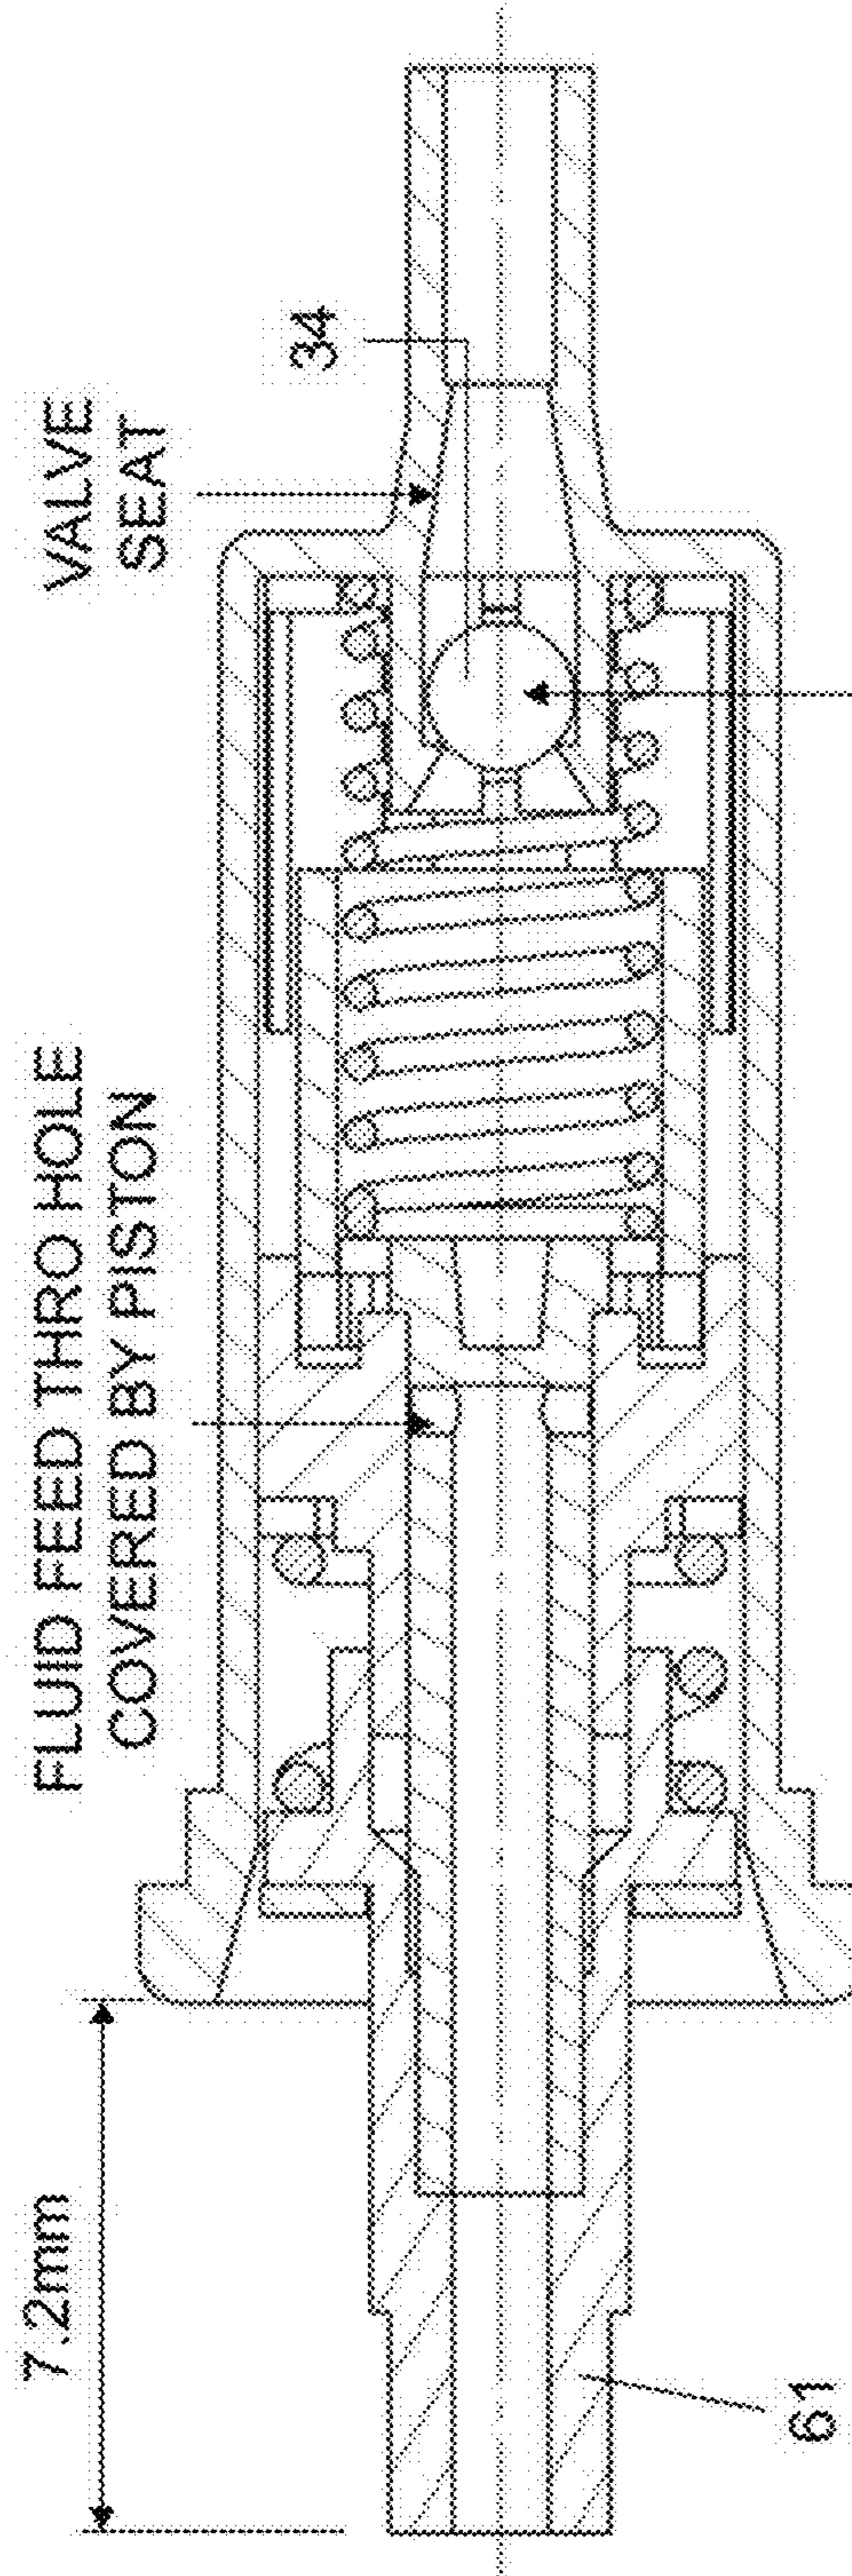 7.2mm
FLUID FEED THRO HOLE
COVERED BY PISTON
VALVE
SEAT
34
61